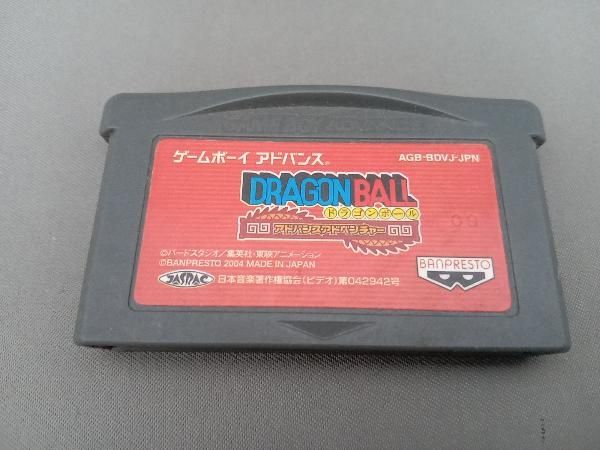 ゲームボーイ アドバンス®
AGB-BDVJ-JPN
DRAGON BALL
ドラゴンボール
アドバンスアドベンチャー
©バードスタジオ/集英社・東映アニメーション
©BANPRESTO 2004 MADE IN JAPAN
JASRAC
日本音楽著作権協会(ビデオ)第042942号
BANPRESTO